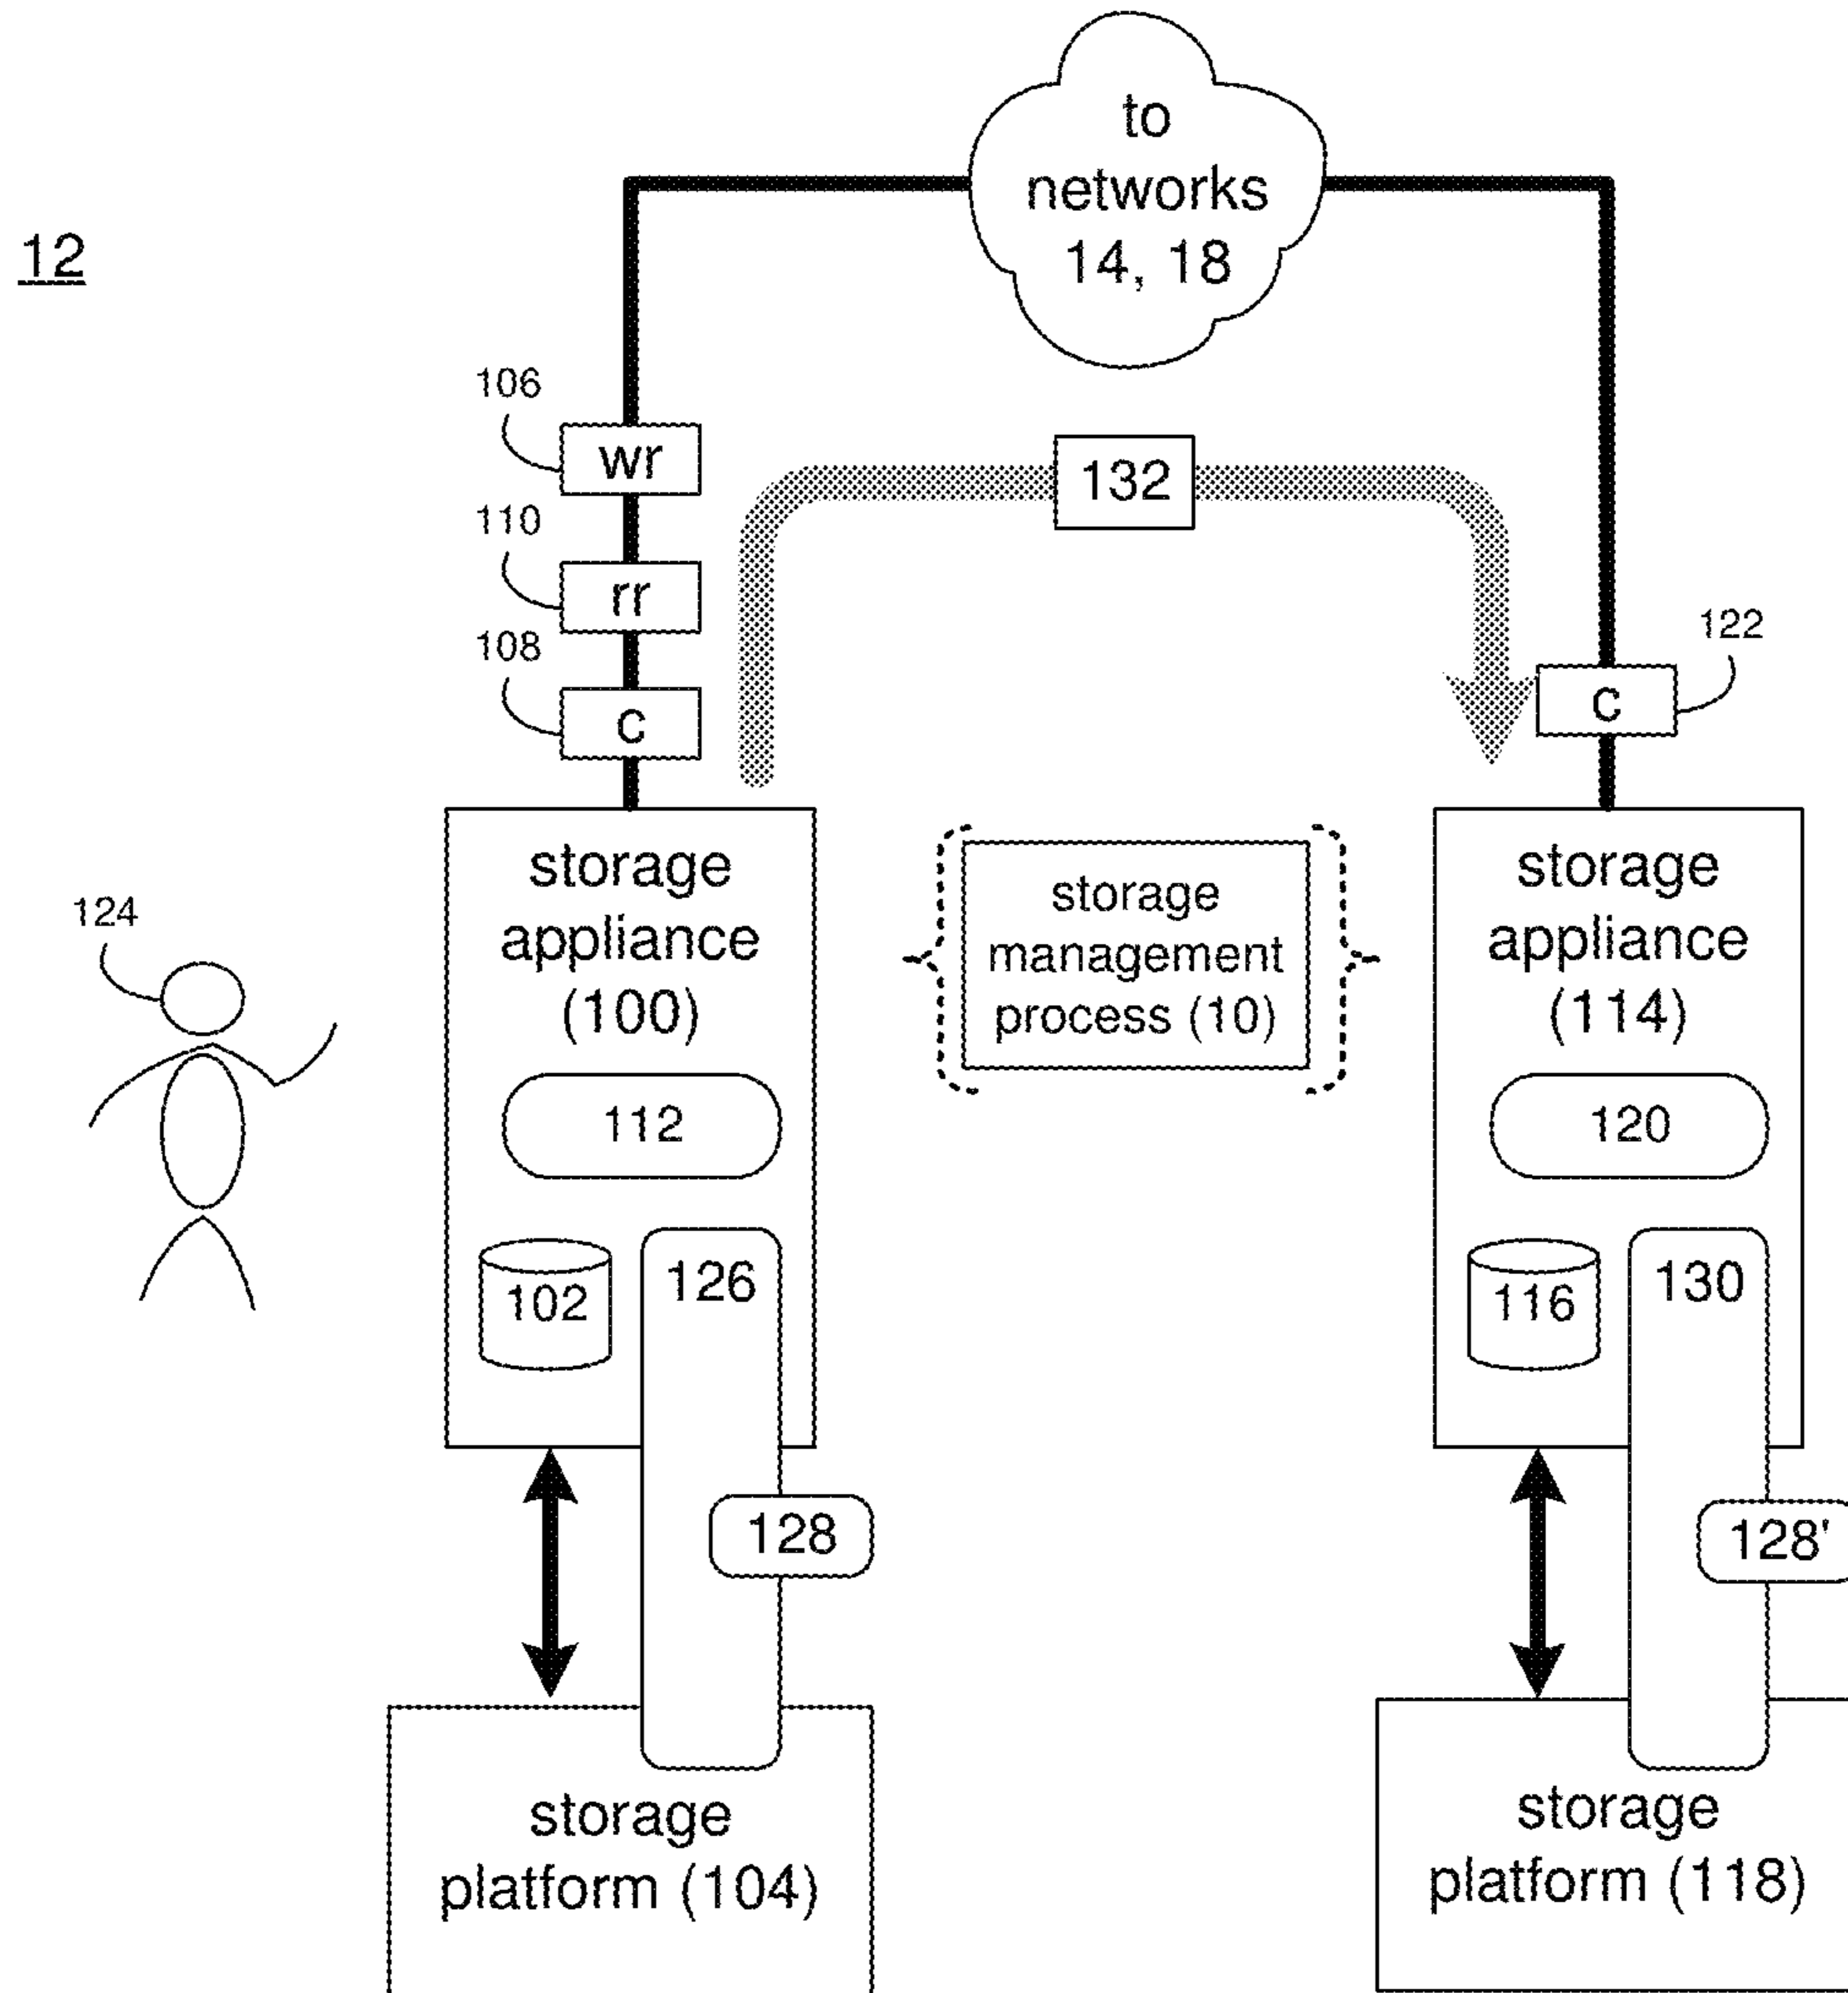 to
networks
14, 18
12
106
wr
132
110
rr
108
c
122
c
storage
appliance
(100)
storage
management
process (10)
storage
appliance
(114)
124
112
120
102
126
116
130
128
128'
storage
platform (104)
storage
platform (118)